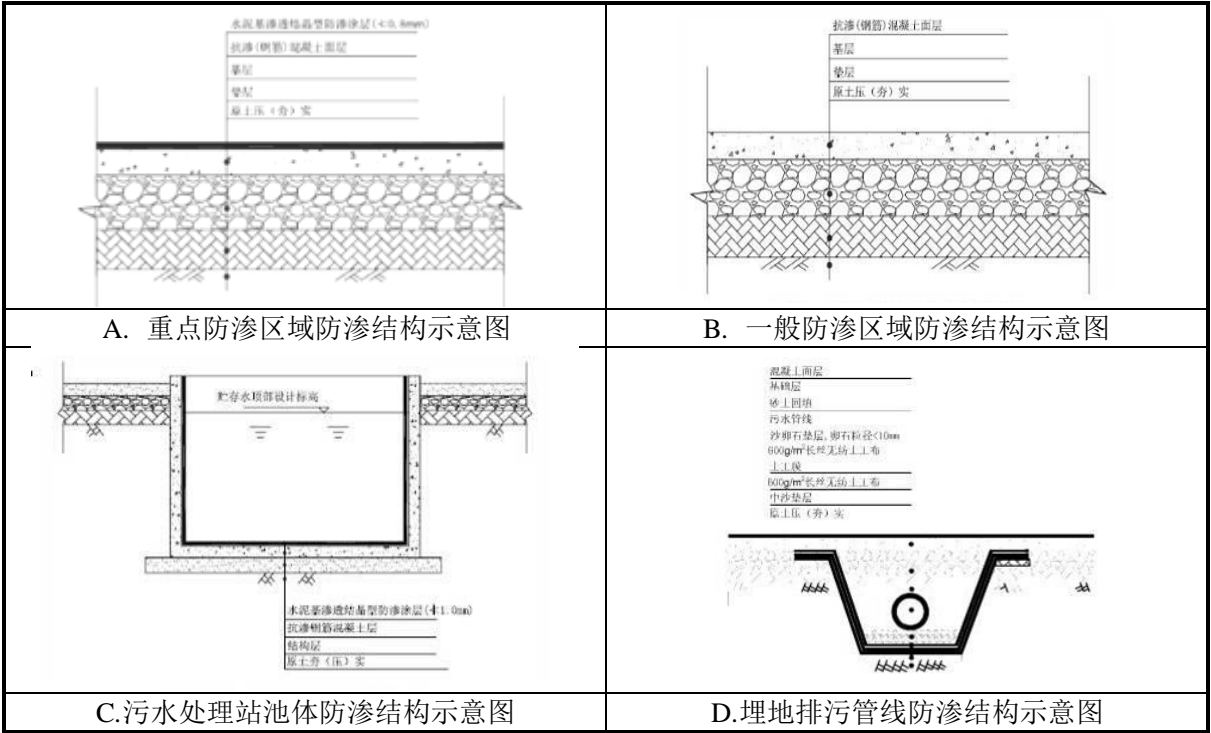 水泥基渗透结晶型防渗涂层(≮0.8mm)
抗渗(钢筋)混凝土面层
基层
垫层
原土压（夯）实
A. 重点防渗区域防渗结构示意图
抗渗(钢筋)混凝土面层
基层
垫层
原土压（夯）实
B. 一般防渗区域防渗结构示意图
贮存水顶部设计标高
水泥基渗透结晶型防渗涂层(≮1.0mm)
抗渗钢筋混凝土层
结构层
原土夯（压）实
C.污水处理站池体防渗结构示意图
混凝土面层
基础层
砂土回填
污水管线
沙卵石垫层,卵石粒径<10mm
600g/m²长丝无纺土工布
土工膜
600g/m²长丝无纺土工布
中沙垫层
原土压（夯）实
D.埋地排污管线防渗结构示意图